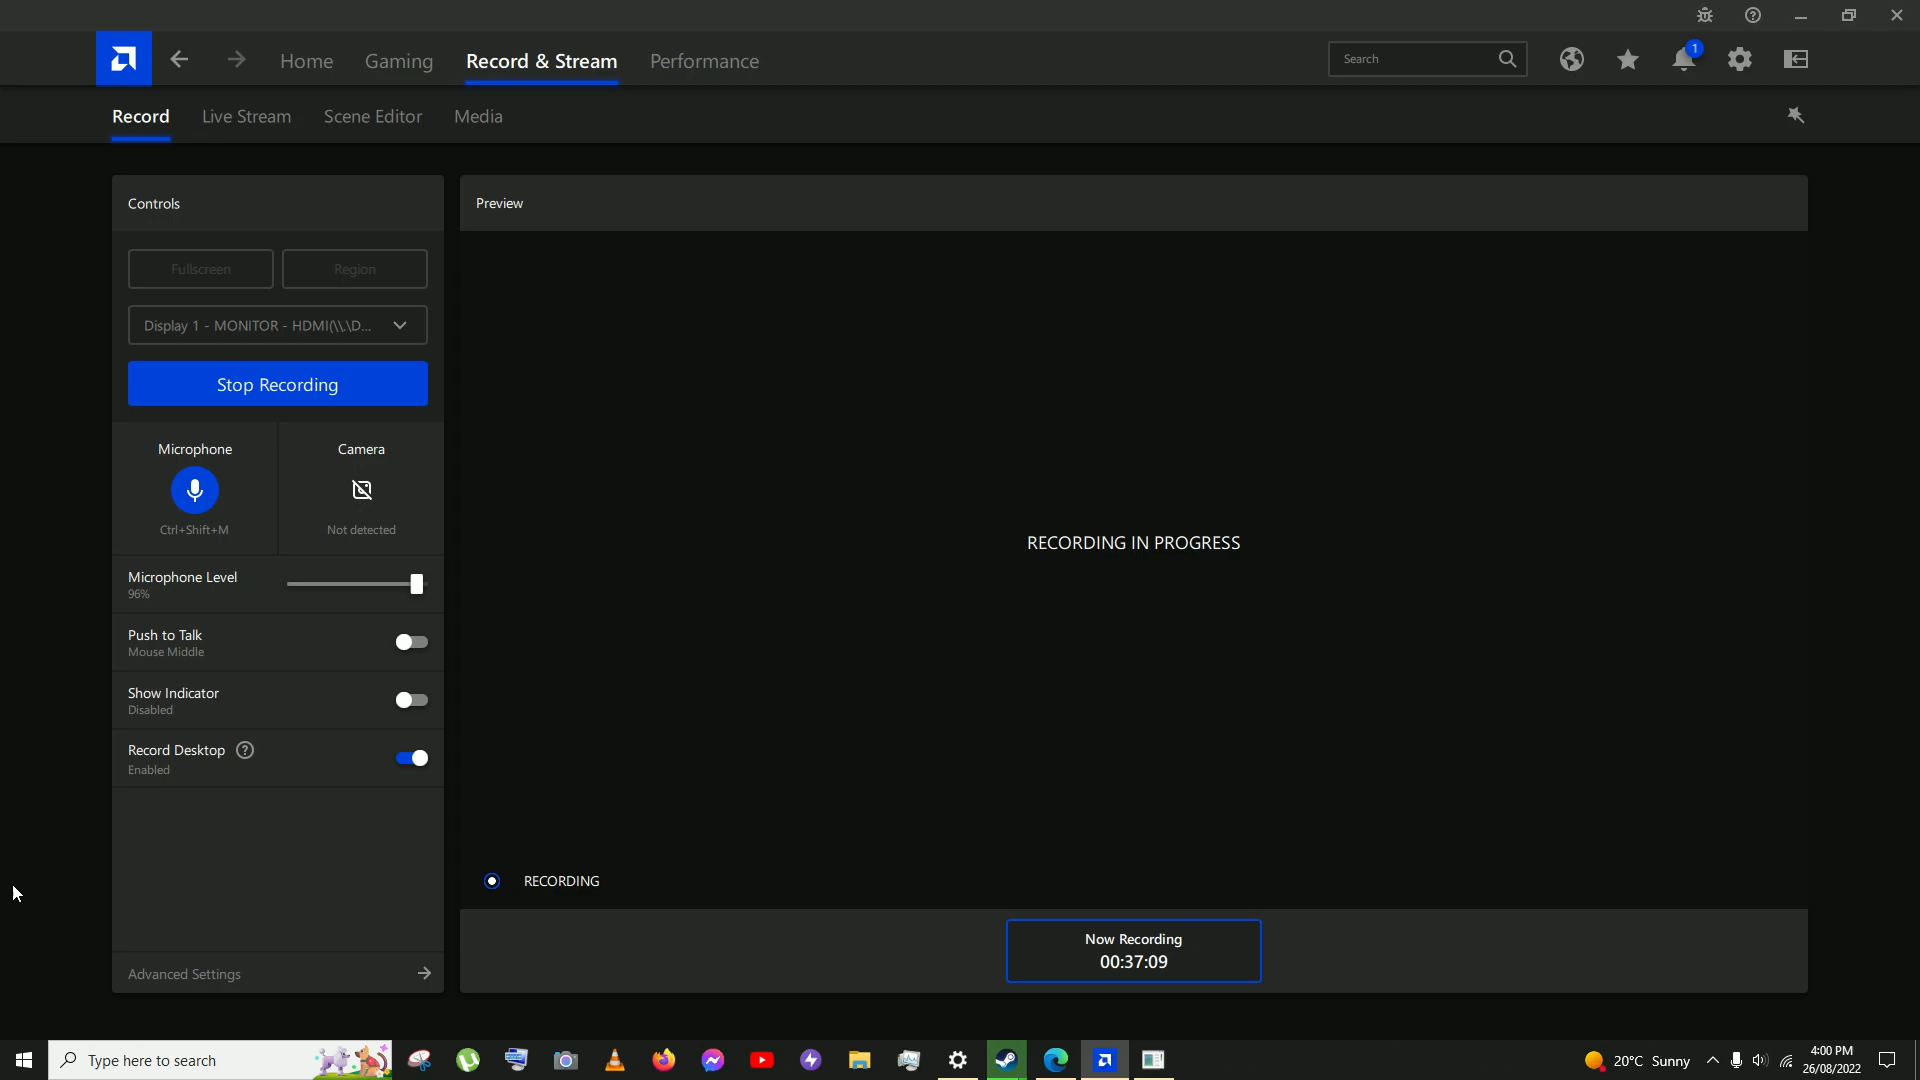 Home Gaming Record & Stream Performance Search 1
Record Live Stream Scene Editor Media
Controls
Fullscreen Region
Display 1 - MONITOR - HDMI(\\.\D...
Stop Recording
Microphone Camera
Ctrl+Shift+M Not detected
Microphone Level
96%
Push to Talk
Mouse Middle
Show Indicator
Disabled
Record Desktop ?
Enabled
Advanced Settings
Preview
RECORDING IN PROGRESS
RECORDING
Now Recording
00:37:09
Type here to search
20°C Sunny
4:00 PM
26/08/2022